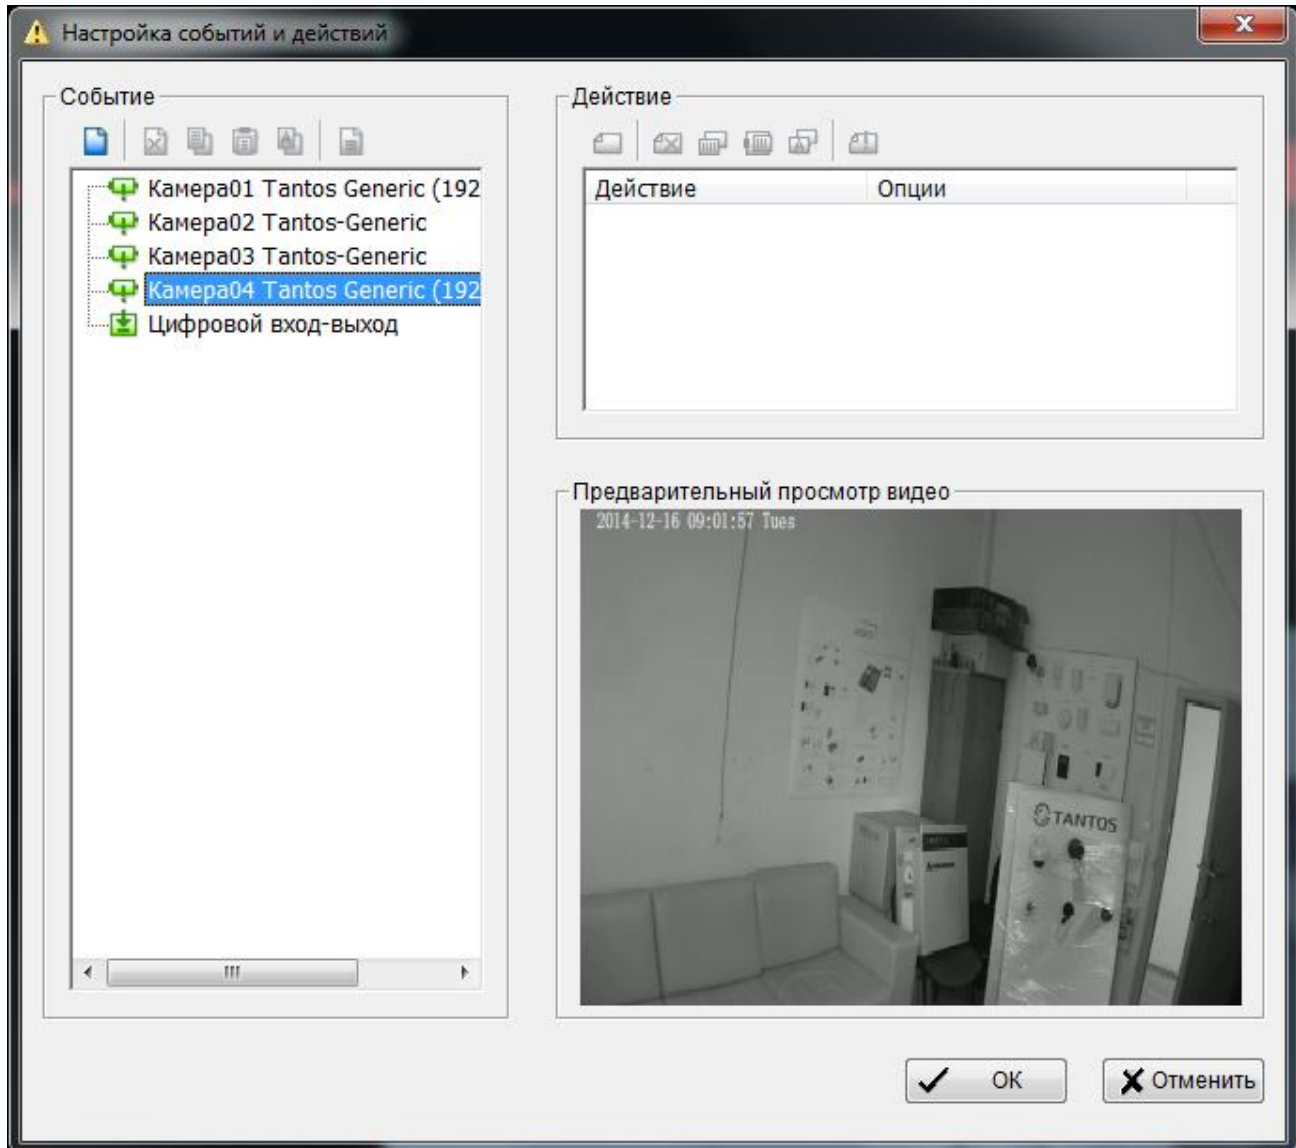 Настройка событий и действий
Событие
Камера01 Tantos Generic (192
Камера02 Tantos-Generic
Камера03 Tantos-Generic
Камера04 Tantos Generic (192
Цифровой вход-выход
Действие
Действие Опции
Предварительный просмотр видео
2014-12-16 09:01:57 Tues
TANTOS
ОК
Отменить